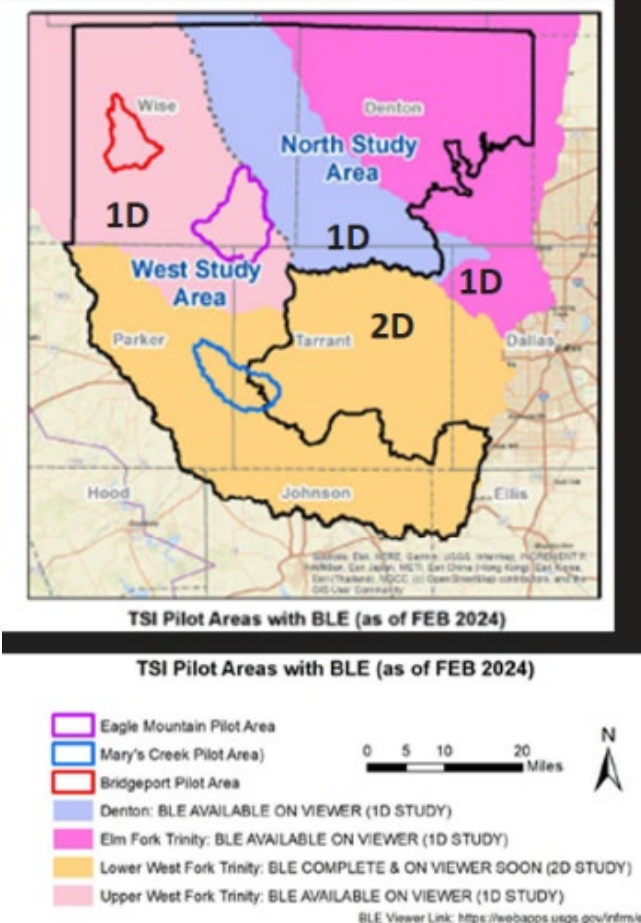 Wise
Denton
North Study
Area
1D
1D
West Study
Area
1D
2D
Parker
Tarrant
Dallas
Hood
Johnson
Ellis
TSI Pilot Areas with BLE (as of FEB 2024)
TSI Pilot Areas with BLE (as of FEB 2024)
Eagle Mountain Pilot Area
Mary's Creek Pilot Area)
Bridgeport Pilot Area
N
0 5 10 20
Miles
Denton: BLE AVAILABLE ON VIEWER (1D STUDY)
Elm Fork Trinity: BLE AVAILABLE ON VIEWER (1D STUDY)
Lower West Fork Trinity: BLE COMPLETE & ON VIEWER SOON (2D STUDY)
Upper West Fork Trinity: BLE AVAILABLE ON VIEWER (1D STUDY)
BLE Viewer Link: https://webapps.usgs.gov/infrm/e